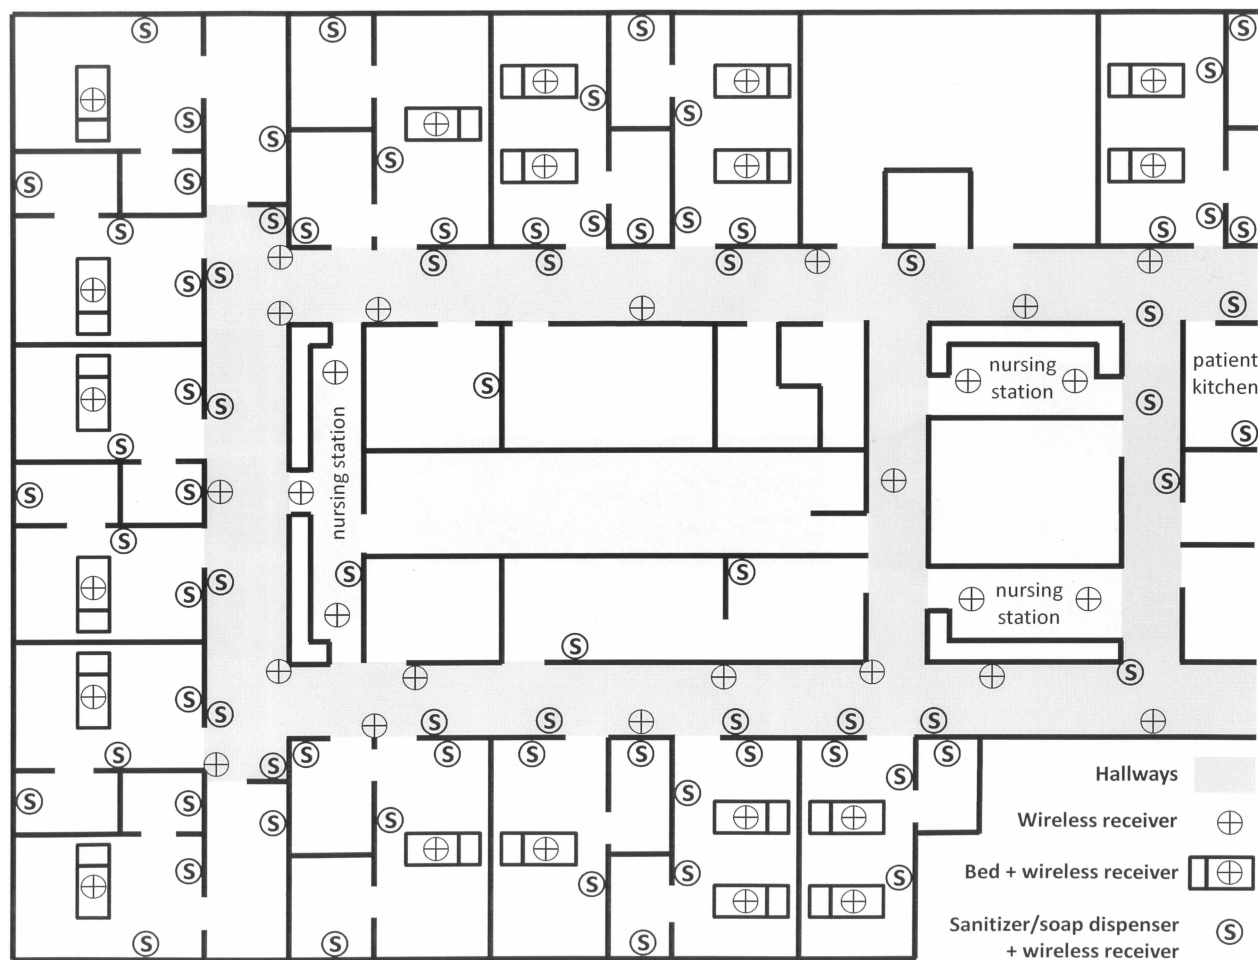 S S S S
S
S S S S
S S S
S S S S S S S S S S S S
S S S S
S S
S S
patient
kitchen
nursing
station
S S S S
nursing station
S S
S S S
S
S S
nursing
station
S S
S
S
S S
S S S S S
S S S S S S S S
Hallways
S S S S
Wireless receiver
S S
Bed + wireless receiver
S S S S
Sanitizer/soap dispenser
+ wireless receiver
S
S S S